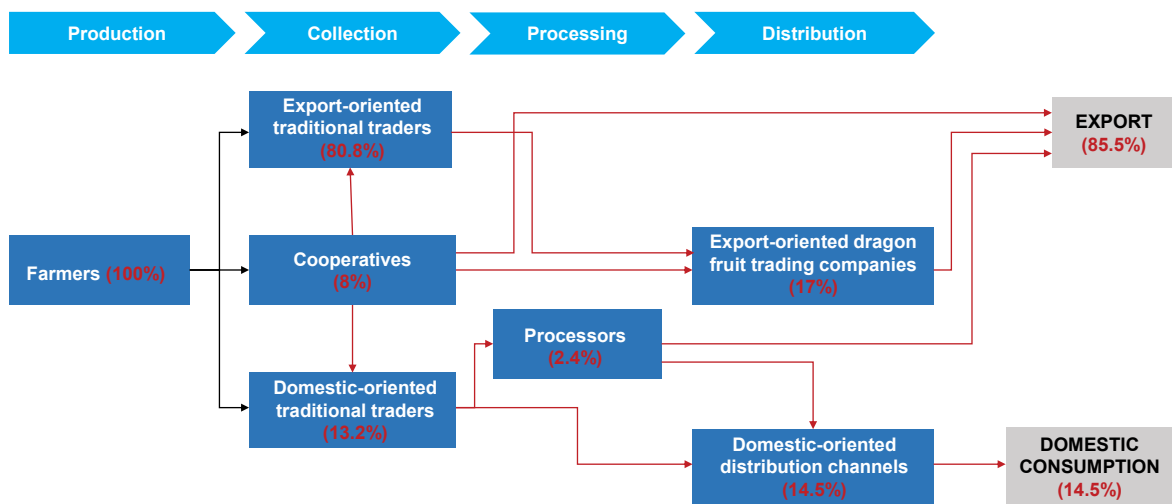 Production
Collection
Processing
Distribution
Export-oriented
traditional traders
(80.8%)
EXPORT
(85.5%)
Farmers (100%)
Cooperatives
(8%)
Export-oriented dragon
fruit trading companies
(17%)
Processors
(2.4%)
Domestic-oriented
traditional traders
(13.2%)
Domestic-oriented
distribution channels
(14.5%)
DOMESTIC
CONSUMPTION
(14.5%)